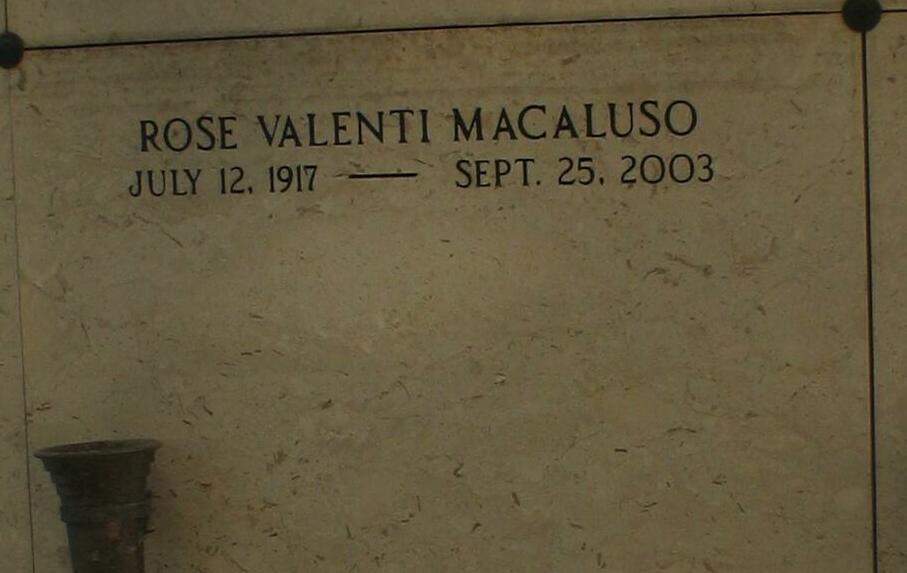 ROSE VALENTI MACALUSO
JULY 12, 1917 — SEPT. 25, 2003